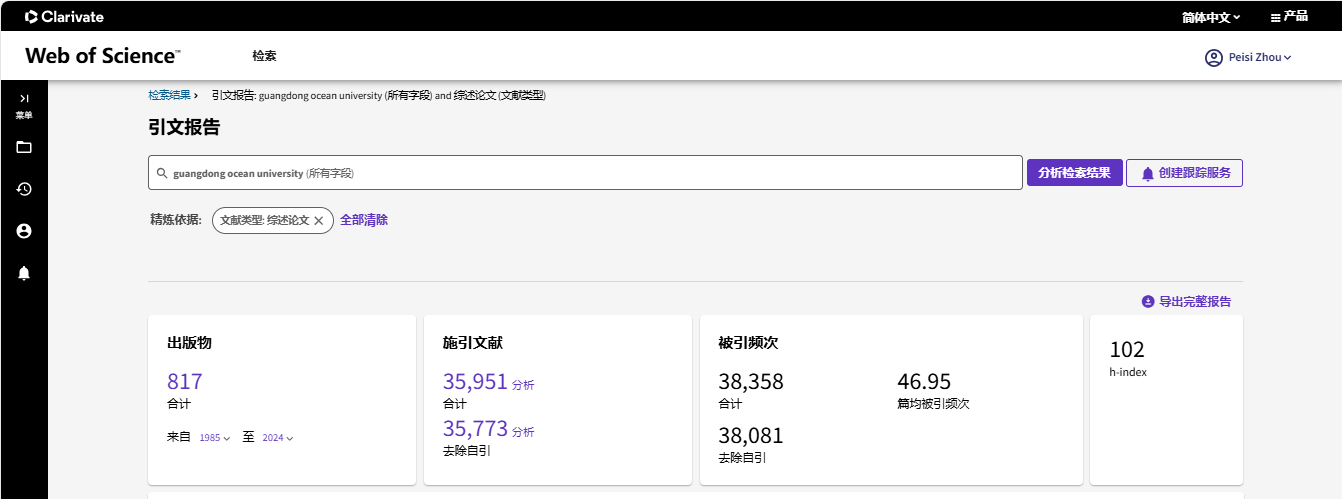 Clarivate
简体中文
产品
Web of Science™
检索
Peisi Zhou
菜单
检索结果 › 引文报告: guangdong ocean university (所有字段) and 综述论文 (文献类型)
引文报告
guangdong ocean university (所有字段)
分析检索结果
创建跟踪服务
精炼依据:
文献类型: 综述论文
全部清除
导出完整报告
出版物
817
合计
来自 1985 至 2024
施引文献
35,951 分析
合计
35,773 分析
去除自引
被引频次
38,358
合计
38,081
去除自引
46.95
篇均被引频次
102
h-index